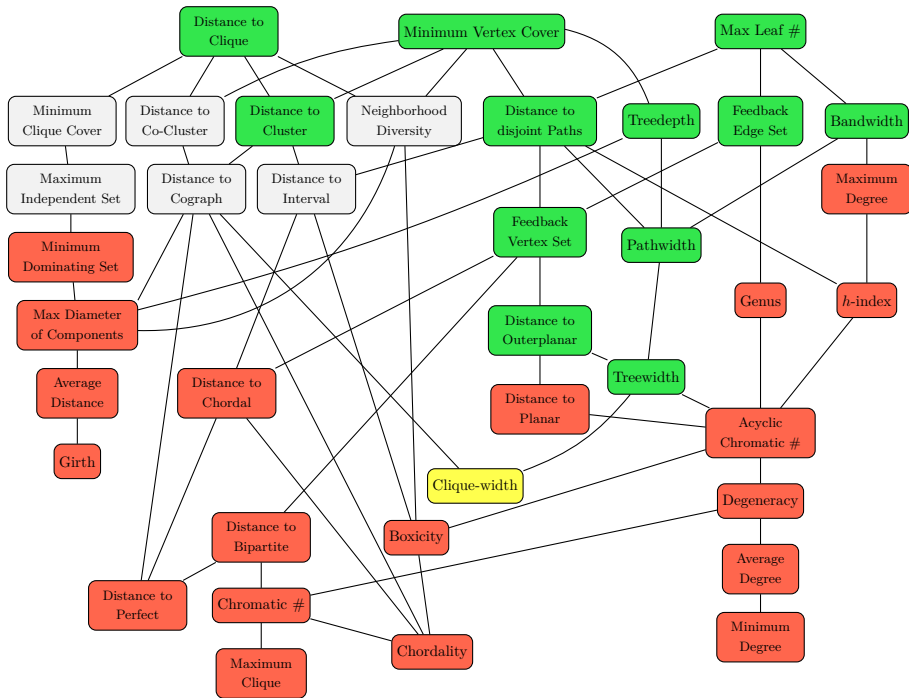 Distance to
Clique
Minimum Vertex Cover
Max Leaf #
Minimum
Clique Cover
Distance to
Co-Cluster
Distance to
Cluster
Neighborhood
Diversity
Distance to
disjoint Paths
Treedepth
Feedback
Edge Set
Bandwidth
Maximum
Independent Set
Distance to
Cograph
Distance to
Interval
Maximum
Degree
Minimum
Dominating Set
Feedback
Vertex Set
Pathwidth
Max Diameter
of Components
Genus
h-index
Distance to
Outerplanar
Average
Distance
Distance to
Chordal
Treewidth
Distance to
Planar
Acyclic
Chromatic #
Girth
Clique-width
Degeneracy
Distance to
Bipartite
Boxicity
Average
Degree
Distance to
Perfect
Chromatic #
Minimum
Degree
Chordality
Maximum
Clique